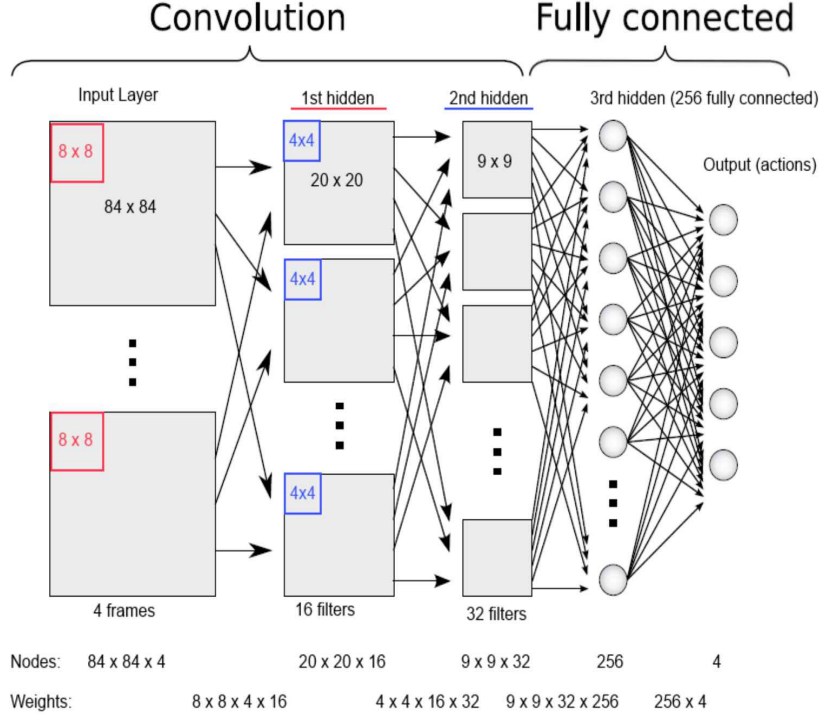 Convolution Fully connected
Input Layer 1st hidden 2nd hidden 3rd hidden (256 fully connected)
8 x 8 4x4
84 x 84 20 x 20 9 x 9 Output (actions)
4x4
8 x 8
4x4
4 frames 16 filters 32 filters
Nodes: 84 x 84 x 4 20 x 20 x 16 9 x 9 x 32 256 4
Weights: 8 x 8 x 4 x 16 4 x 4 x 16 x 32 9 x 9 x 32 x 256 256 x 4